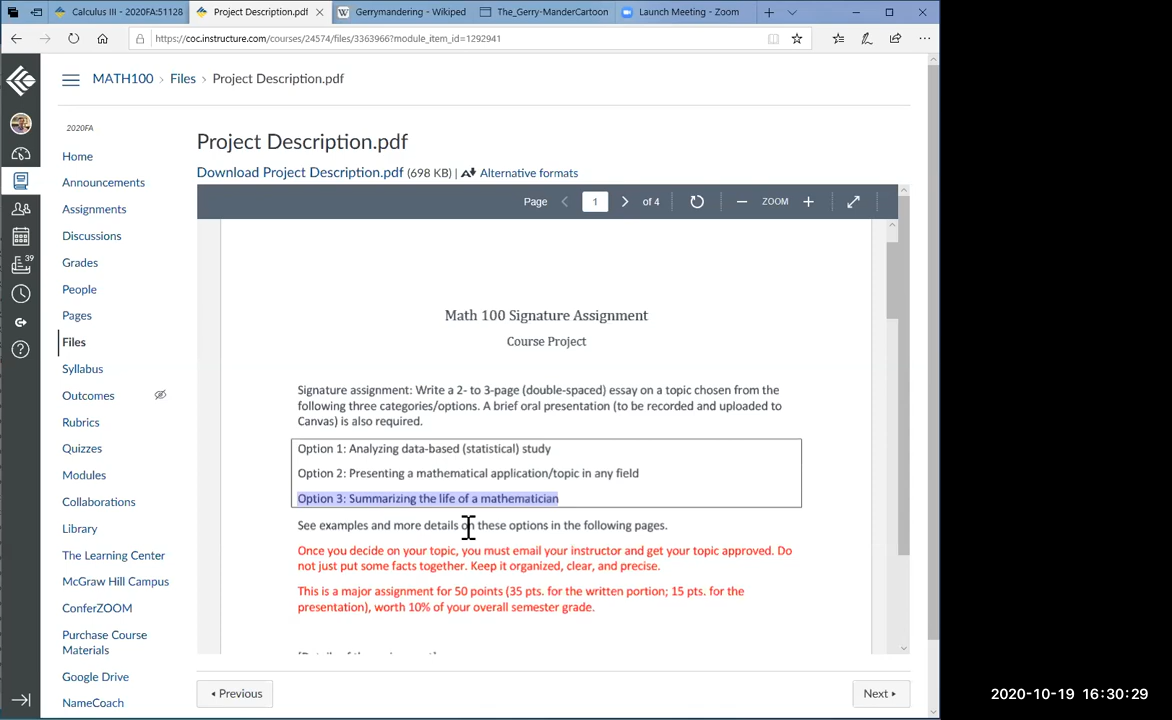 Calculus III - 2020FA:51128
Project Description.pdf
Gerrymandering - Wikiped
The_Gerry-ManderCartoon
Launch Meeting - Zoom
https://coc.instructure.com/courses/24574/files/3363966?module_item_id=1292941
MATH100 › Files › Project Description.pdf
2020FA
Home
Announcements
Assignments
Discussions
Grades
People
Pages
Files
Syllabus
Outcomes
Rubrics
Quizzes
Modules
Collaborations
Library
The Learning Center
McGraw Hill Campus
ConferZOOM
Purchase Course
Materials
Google Drive
NameCoach
39
Project Description.pdf
Download Project Description.pdf (698 KB) | Alternative formats
Page 1 of 4 ZOOM
Math 100 Signature Assignment
Course Project
Signature assignment: Write a 2- to 3-page (double-spaced) essay on a topic chosen from the
following three categories/options. A brief oral presentation (to be recorded and uploaded to
Canvas) is also required.
Option 1: Analyzing data-based (statistical) study
Option 2: Presenting a mathematical application/topic in any field
Option 3: Summarizing the life of a mathematician
See examples and more details on these options in the following pages.
Once you decide on your topic, you must email your instructor and get your topic approved. Do
not just put some facts together. Keep it organized, clear, and precise.
This is a major assignment for 50 points (35 pts. for the written portion; 15 pts. for the
presentation), worth 10% of your overall semester grade.
Previous
Next
2020-10-19 16:30:29